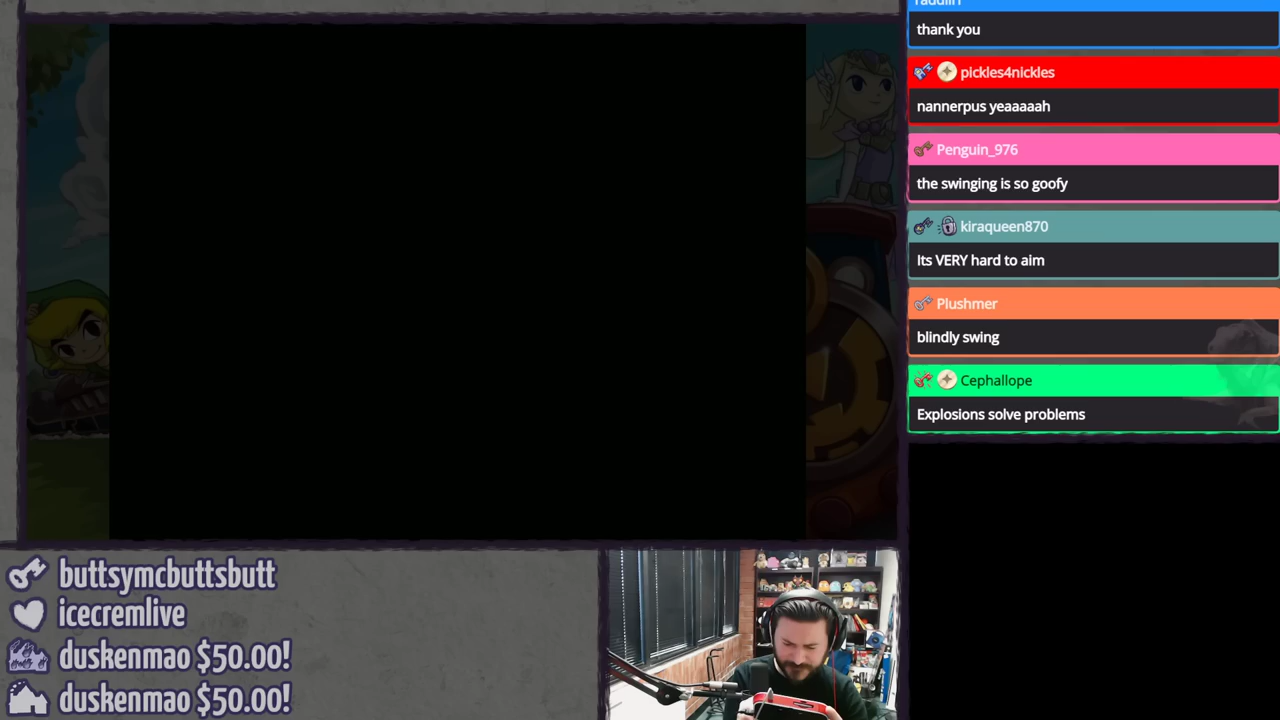 thank you
pickles4nickles
nannerpus yeaaaaah
Penguin_976
the swinging is so goofy
kiraqueen870
Its VERY hard to aim
Plushmer
blindly swing
Cephallope
Explosions solve problems
buttsymcbuttsbutt
icecremlive
duskenmao $50.00!
duskenmao $50.00!